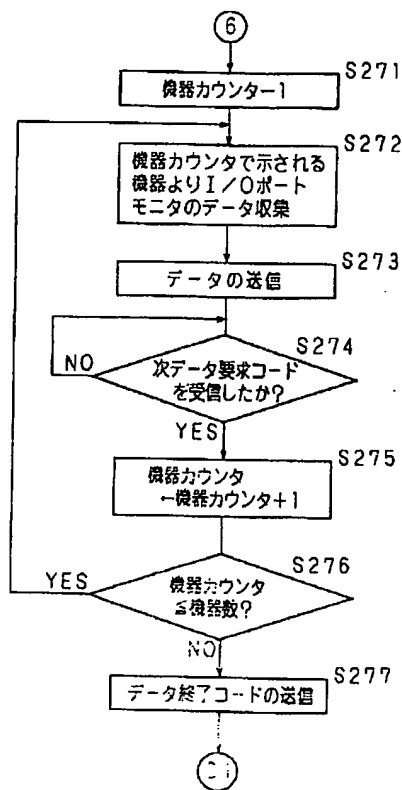 6
S271
機器カウンタ←1
S272
機器カウンタで示される
機器よりI/Oポート
モニタのデータ収集
S273
データの送信
S274
NO
次データ要求コード
を受信したか?
YES
S275
機器カウンタ
←機器カウンタ+1
S276
YES
機器カウンタ
≦機器数?
NO
S277
データ終了コードの送信